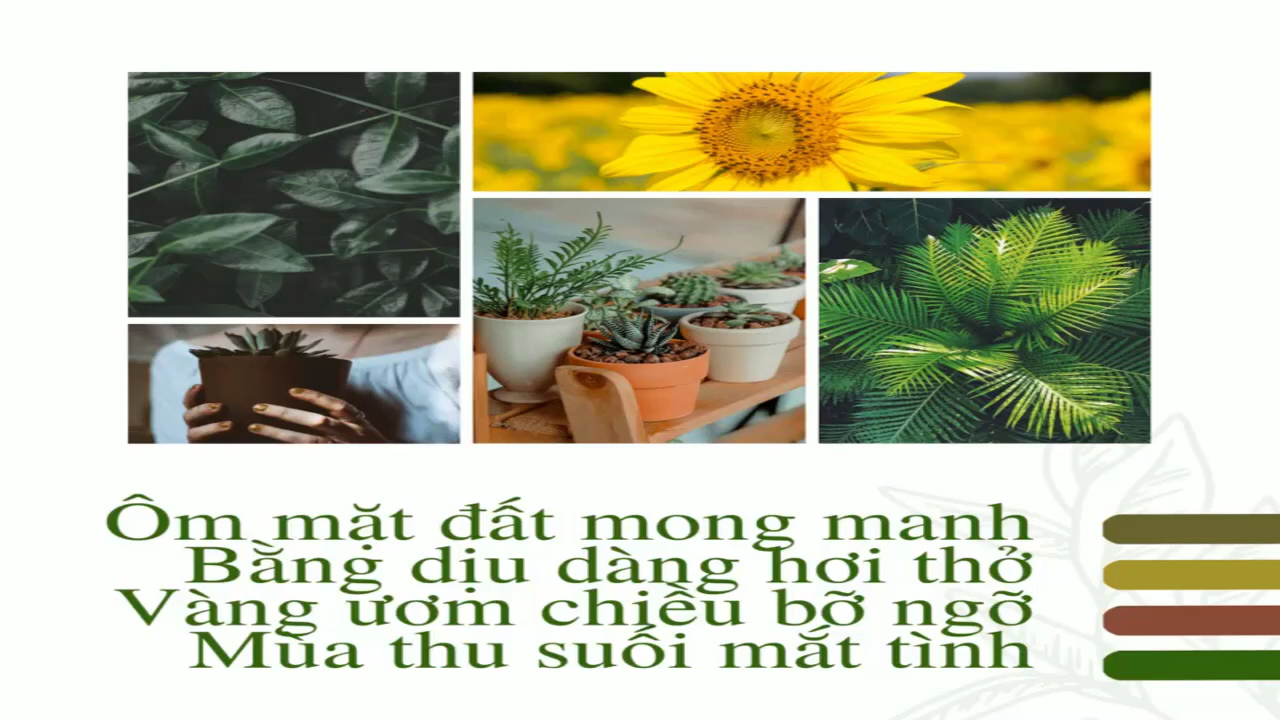 Ôm mặt đất mong manh
Bằng dịu dàng hơi thở
Vàng ươm chiều bỡ ngỡ
Mùa thu suối mắt tình